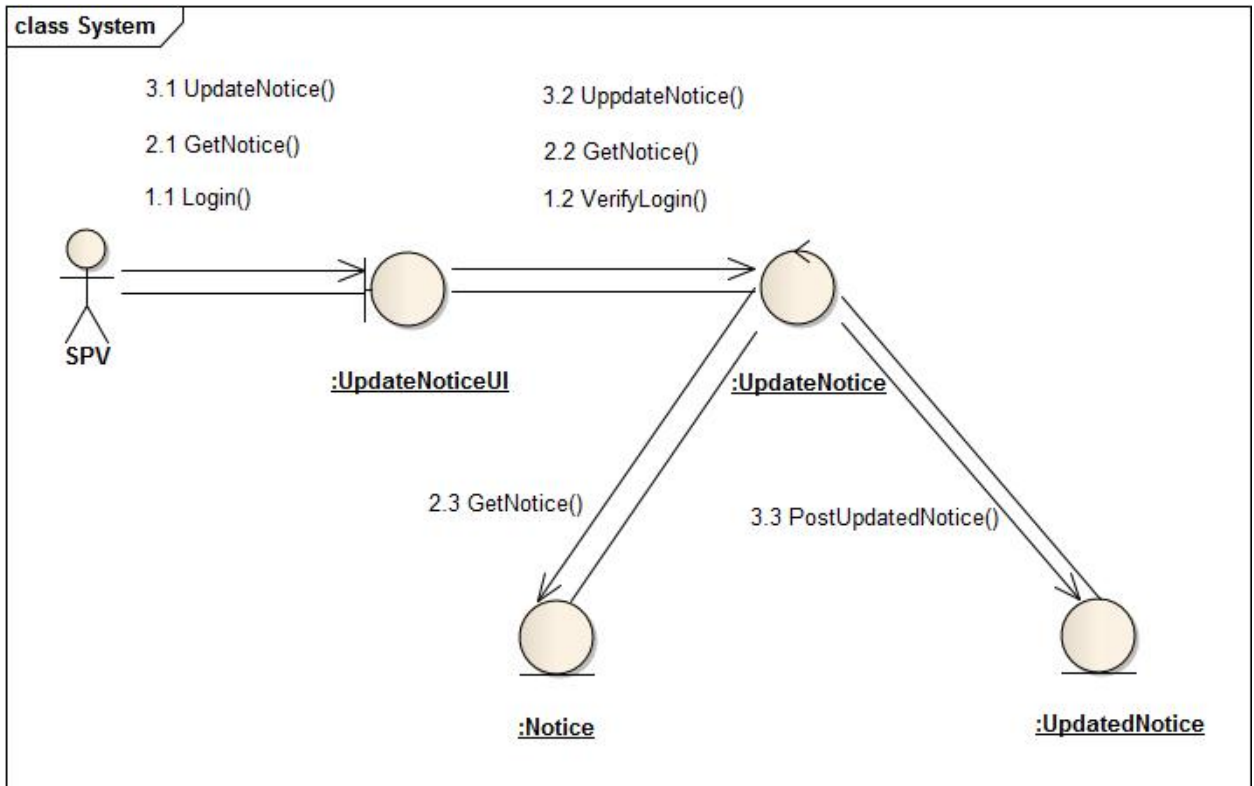 class System
3.1 UpdateNotice()
2.1 GetNotice()
1.1 Login()
3.2 UppdateNotice()
2.2 GetNotice()
1.2 VerifyLogin()
SPV
:UpdateNoticeUI
:UpdateNotice
2.3 GetNotice()
3.3 PostUpdatedNotice()
:Notice
:UpdatedNotice